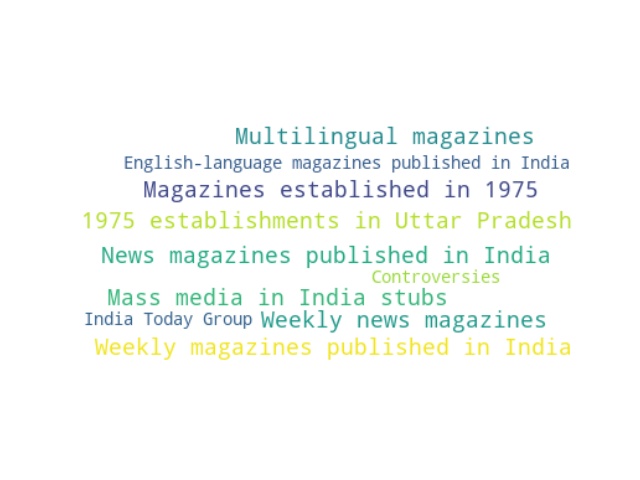 Multilingual magazines
English-language magazines published in India
Magazines established in 1975
1975 establishments in Uttar Pradesh
News magazines published in India
Controversies
Mass media in India stubs
India Today Group Weekly news magazines
Weekly magazines published in India